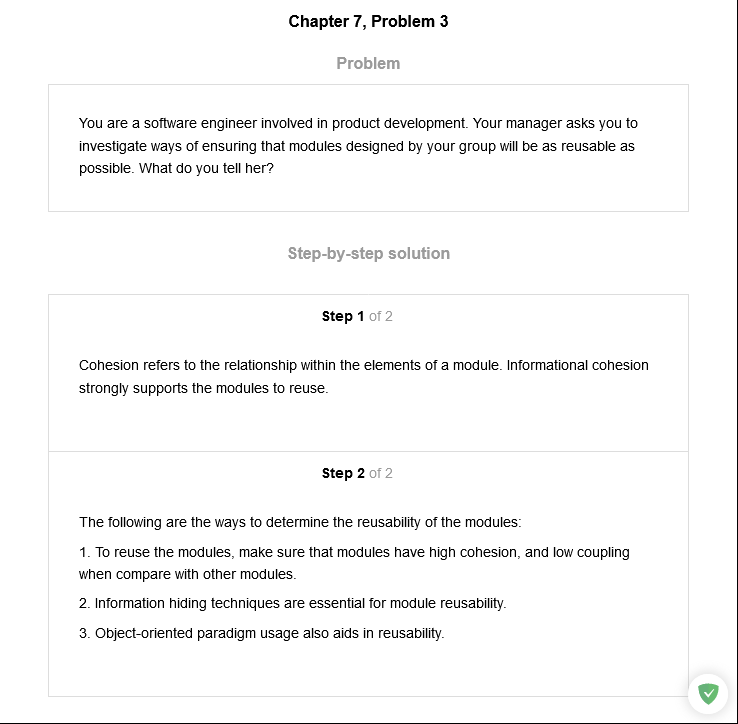 Chapter 7, Problem 3
Problem
You are a software engineer involved in product development. Your manager asks you to
investigate ways of ensuring that modules designed by your group will be as reusable as
possible. What do you tell her?
Step-by-step solution
Step 1 of 2
Cohesion refers to the relationship within the elements of a module. Informational cohesion
strongly supports the modules to reuse.
Step 2 of 2
The following are the ways to determine the reusability of the modules:
1. To reuse the modules, make sure that modules have high cohesion, and low coupling
when compare with other modules.
2. Information hiding techniques are essential for module reusability.
3. Object-oriented paradigm usage also aids in reusability.